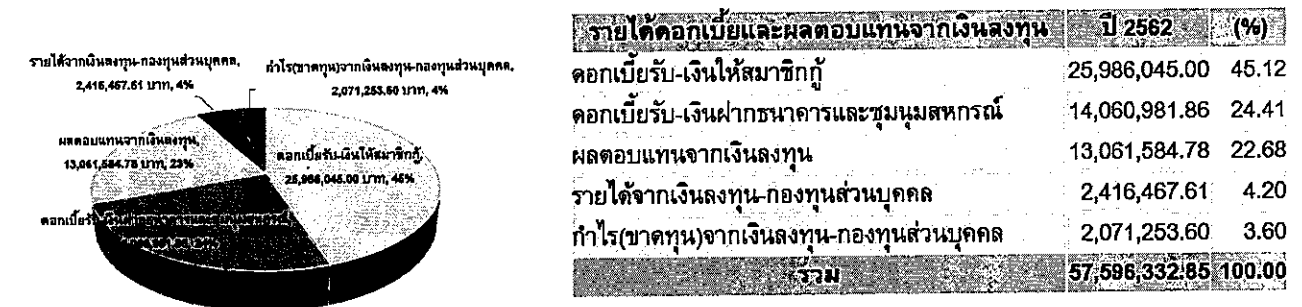 รายได้จากเงินลงทุน-กองทุนส่วนบุคคล,
2,416,467.61 บาท, 4%
กำไร(ขาดทุน)จากเงินลงทุน-กองทุนส่วนบุคคล,
2,071,253.60 บาท, 4%
ผลตอบแทนจากเงินลงทุน,
13,061,584.78 บาท, 23%
ดอกเบี้ยรับ-เงินให้สมาชิกกู้,
25,986,045.00 บาท, 45%
รายได้ดอกเบี้ยและผลตอบแทนจากเงินลงทุน ปี 2562 (%)
ดอกเบี้ยรับ-เงินให้สมาชิกกู้ 25,986,045.00 45.12
ดอกเบี้ยรับ-เงินฝากธนาคารและชุมนุมสหกรณ์ 14,060,981.86 24.41
ผลตอบแทนจากเงินลงทุน 13,061,584.78 22.68
รายได้จากเงินลงทุน-กองทุนส่วนบุคคล 2,416,467.61 4.20
กำไร(ขาดทุน)จากเงินลงทุน-กองทุนส่วนบุคคล 2,071,253.60 3.60
รวม 57,596,332.85 100.00